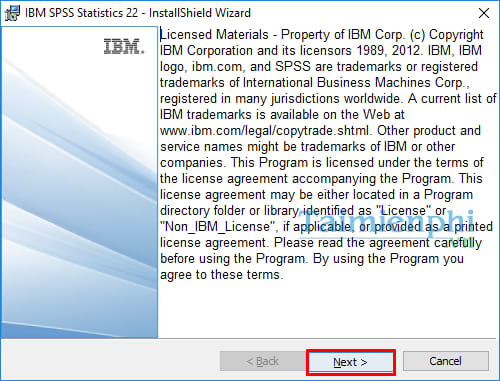 IBM SPSS Statistics 22 - InstallShield Wizard
IBM.
Licensed Materials - Property of IBM Corp. (c) Copyright
IBM Corporation and its licensors 1989, 2012. IBM, IBM
logo, ibm.com, and SPSS are trademarks or registered
trademarks of International Business Machines Corp.,
registered in many jurisdictions worldwide. A current list of
IBM trademarks is available on the Web at
www.ibm.com/legal/copytrade.shtml. Other product and
service names might be trademarks of IBM or other
companies. This Program is licensed under the terms of
the license agreement accompanying the Program. This
license agreement may be either located in a Program
directory folder or library identified as "License" or
"Non_IBM_License", if applicable, or provided as a printed
license agreement. Please read the agreement carefully
before using the Program. By using the Program you
agree to these terms.
Taimienphi
< Back
Next >
Cancel